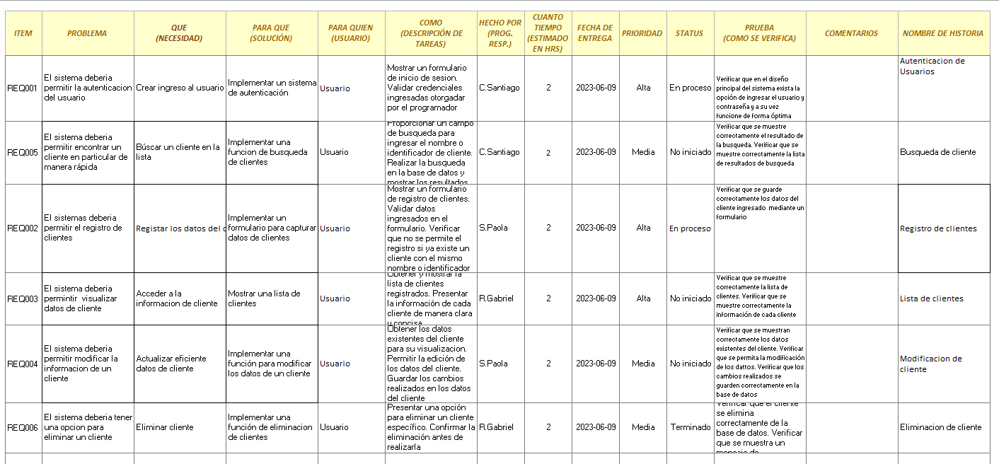 ITEM
PROBLEMA
QUE
(NECESIDAD)
PARA QUE
(SOLUCIÓN)
PARA QUIEN
(USUARIO)
COMO
(DESCRIPCIÓN DE
TAREAS)
HECHO POR
(PROG.
RESP.)
CUANTO
TIEMPO
(ESTIMADO
EN HRS)
FECHA DE
ENTREGA
PRIORIDAD
STATUS
PRUEBA
(COMO SE VERIFICA)
COMENTARIOS
NOMBRE DE HISTORIA
REQ001
El sistema deberia
permitir la autenticacion
del usuario
Crear ingreso al usuario
Implementar un sistema
de autenticación
Usuario
Mostrar un formulario
de inicio de sesion.
Validar credenciales
ingresadas otorgadar
por el programador
C.Santiago
2
2023-06-09
Alta
En proceso
Verificar que en el diseño
principal del sistema exista la
opción de ingresar el usuario y
contraseña y a su vez
funcione de forma óptima
Autenticacion de
Usuarios
REQ005
El sistema deberia
permitir encontrar un
cliente en particular de
manera rápida
Búscar un cliente en la
lista
Implementar una
funcion de busqueda
de clientes
Usuario
Proporcionar un campo
de busqueda para
ingresar el nombre o
identificador de cliente.
Realizar la busqueda
en la base de datos y
mostrar los resultados
C.Santiago
2
2023-06-09
Media
No iniciado
Verificar que se muestre
correctamente el resultado de
la busqueda. Verificar que se
muestre correctamente la lista
de resultados de busqueda
Busqueda de cliente
REQ002
El sistemas deberia
permitir el registro de
clientes
Registar los datos del c
Implementar un
formulario para capturar
datos de clientes
Usuario
Mostrar un formulario
de registro de clientes.
Validar datos
ingresados en el
formulario. Verificar
que no se permite el
registro si ya existe un
cliente con el mismo
nombre o identificador
S.Paola
2
2023-06-09
Alta
En proceso
Verificar que se guarde
correctamente los datos del
cliente ingresado mediante un
formulario
Registro de clientes
REQ003
El sistema deberia
permintir visualizar
datos de cliente
Acceder a la
informacion de cliente
Mostrar una lista de
clientes
Usuario
Obtener y mostrar la
lista de clientes
registrados. Presentar
la información de cada
cliente de manera clara
y concisa
R.Gabriel
2
2023-06-09
Alta
No iniciado
Verificar que se muestre
correctamente la lista de
clientes. Verificar que se
muestre correctamente la
información de cada cliente
Lista de clientes
REQ004
El sistema deberia
permitir modificar la
informacion de un
cliente
Actualizar eficiente
datos de cliente
Implementar una
función para modificar
los datos de un cliente
Usuario
Obtener los datos
existentes del cliente
para su visualizacion.
Permitir la edición de
los datos del cliente.
Guardar los cambios
realizados en los datos
del cliente
S.Paola
2
2023-06-09
Media
No iniciado
Verificar que se muestran
correctamente los datos
existentes del cliente. Verificar
que se permita la modificación
de los dattos. Verificar que los
cambios realizados se
guarden correctamente en la
base de datos
Modificacion de
cliente
REQ006
El sistema deberia tener
una opcion para
eliminar un cliente
Eliminar cliente
Implementar una
función de eliminacion
de clientes
Usuario
Presentar una opción
para eliminar un cliente
específico. Confirmar la
eliminación antes de
realizarla
R.Gabriel
2
2023-06-09
Media
Terminado
Verificar que el cliente
se elimina
correctamente de la
base de datos. Verificar
que se muestra un
mensaje de
Eliminacion de cliente